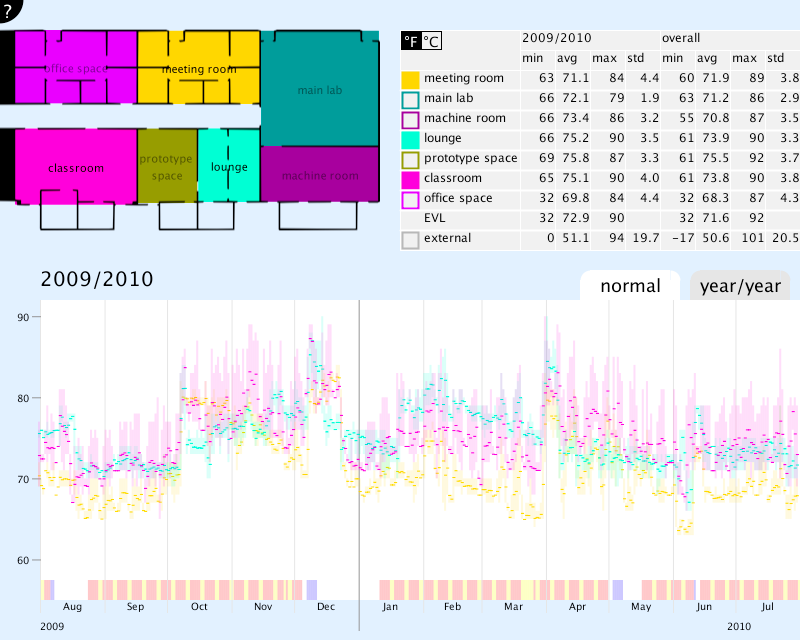 ?
office space
meeting room
main lab
classroom
prototype
space
lounge
machine room
°F °C 2009/2010 overall
min avg max std min avg max std
meeting room 63 71.1 84 4.4 60 71.9 89 3.8
main lab 66 72.1 79 1.9 63 71.2 86 2.9
machine room 66 73.4 86 3.2 55 70.8 87 3.5
lounge 66 75.2 90 3.5 61 73.9 90 3.3
prototype space 69 75.8 87 3.3 61 75.5 92 3.7
classroom 65 75.1 90 4.0 61 73.8 90 3.8
office space 32 69.8 84 4.4 32 68.3 87 4.3
EVL 32 72.9 90 32 71.6 92
external 0 51.1 94 19.7 -17 50.6 101 20.5
2009/2010
normal year/year
90
80
70
60
Aug Sep Oct Nov Dec Jan Feb Mar Apr May Jun Jul
2009 2010